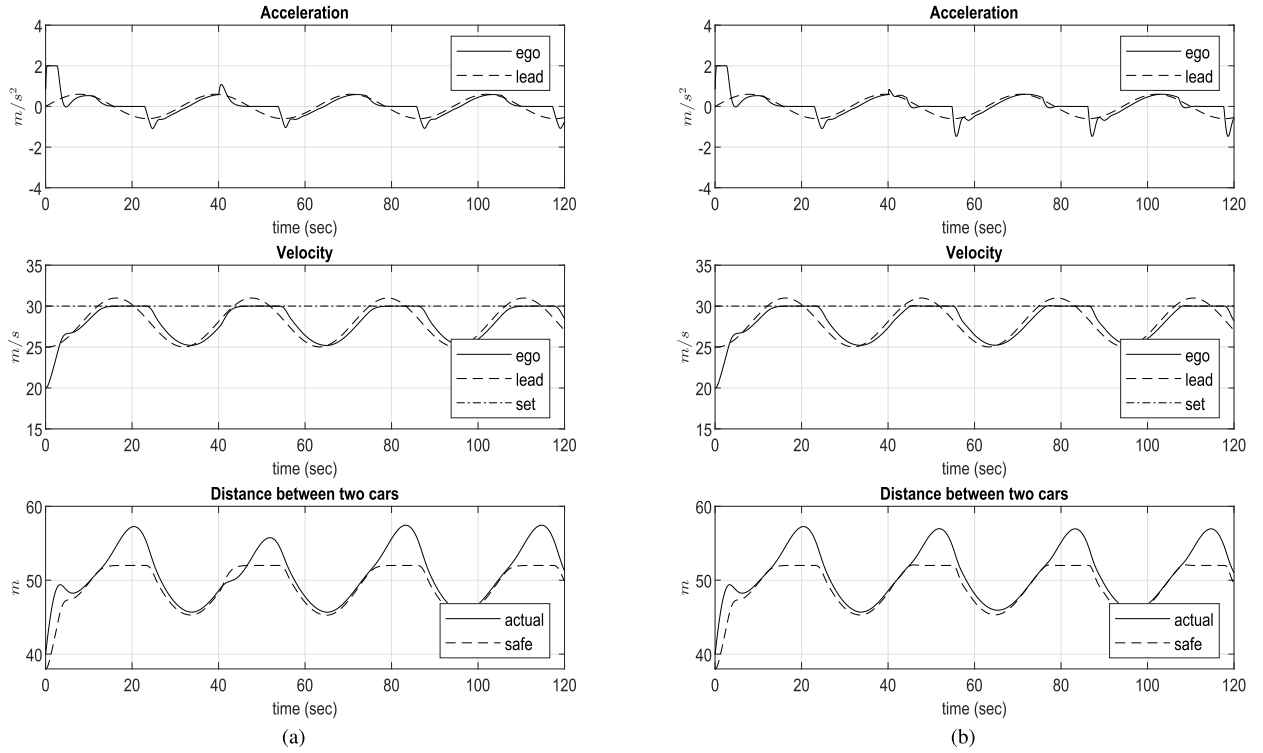 Acceleration
4
2
0
-2
-4
m/s²
ego
lead
0 20 40 60 80 100 120
time (sec)
Velocity
35
30
25
20
15
m/s
ego
lead
set
0 20 40 60 80 100 120
time (sec)
Distance between two cars
60
50
40
m
actual
safe
0 20 40 60 80 100 120
time (sec)
(a)
Acceleration
4
2
0
-2
-4
m/s²
ego
lead
0 20 40 60 80 100 120
time (sec)
Velocity
35
30
25
20
15
m/s
ego
lead
set
0 20 40 60 80 100 120
time (sec)
Distance between two cars
60
50
40
m
actual
safe
0 20 40 60 80 100 120
time (sec)
(b)